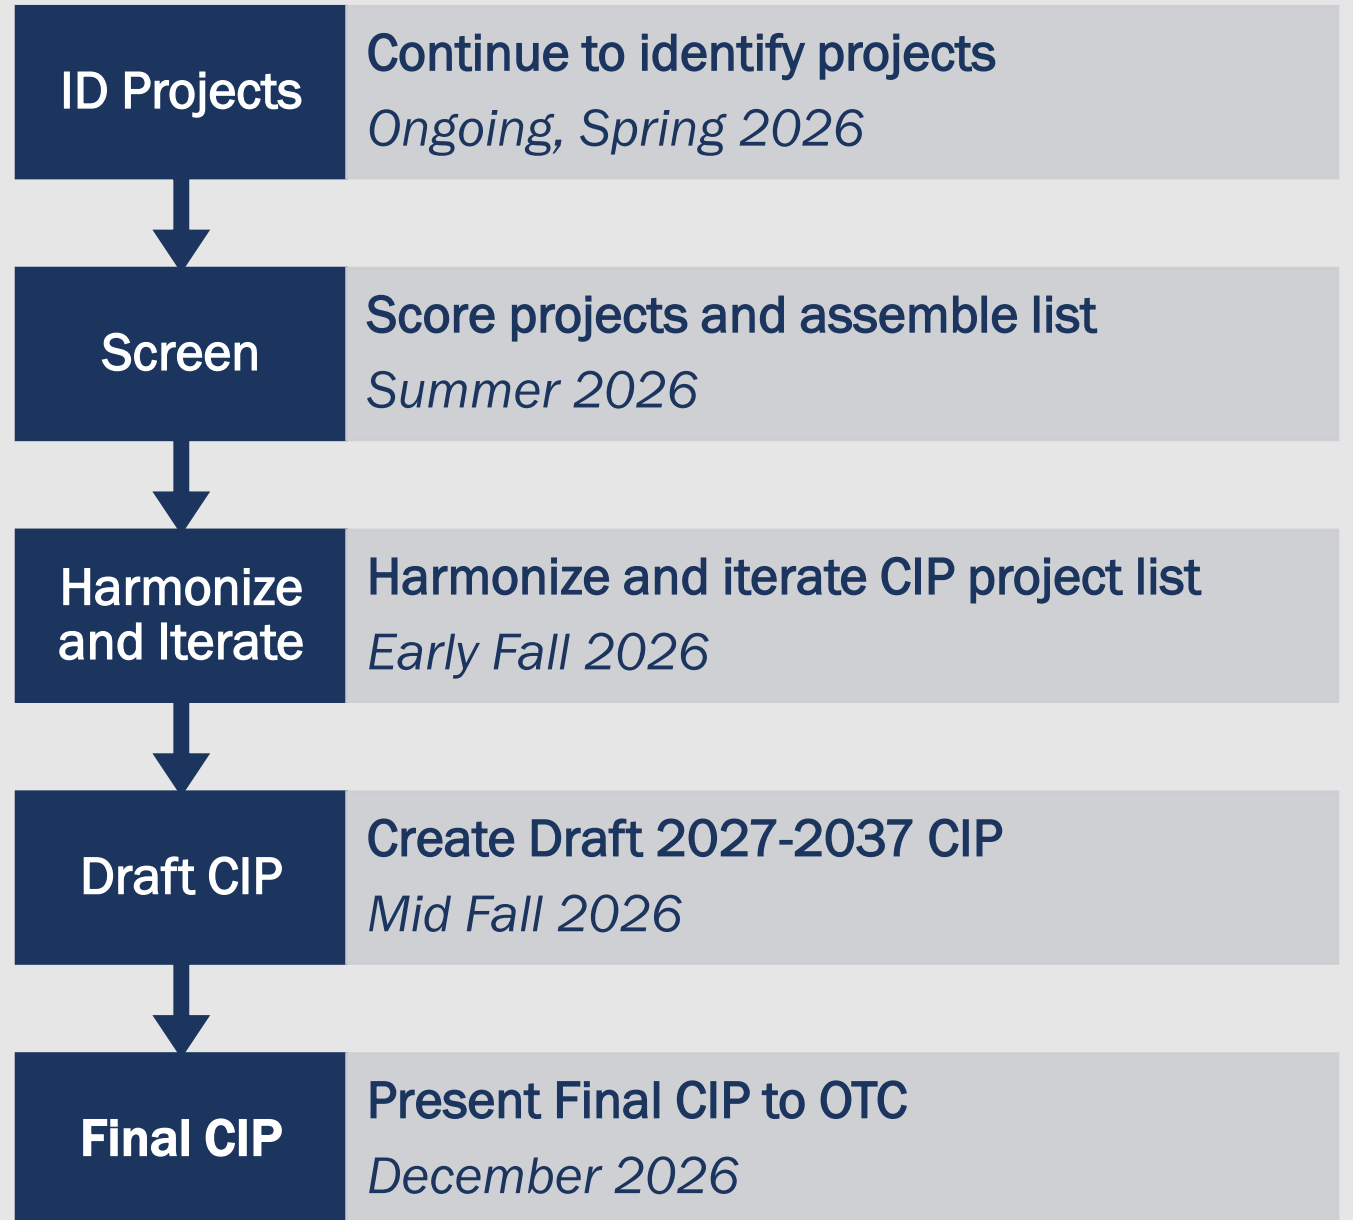 ID Projects
Continue to identify projects
Ongoing, Spring 2026
Screen
Score projects and assemble list
Summer 2026
Harmonize
and Iterate
Harmonize and iterate CIP project list
Early Fall 2026
Draft CIP
Create Draft 2027-2037 CIP
Mid Fall 2026
Final CIP
Present Final CIP to OTC
December 2026